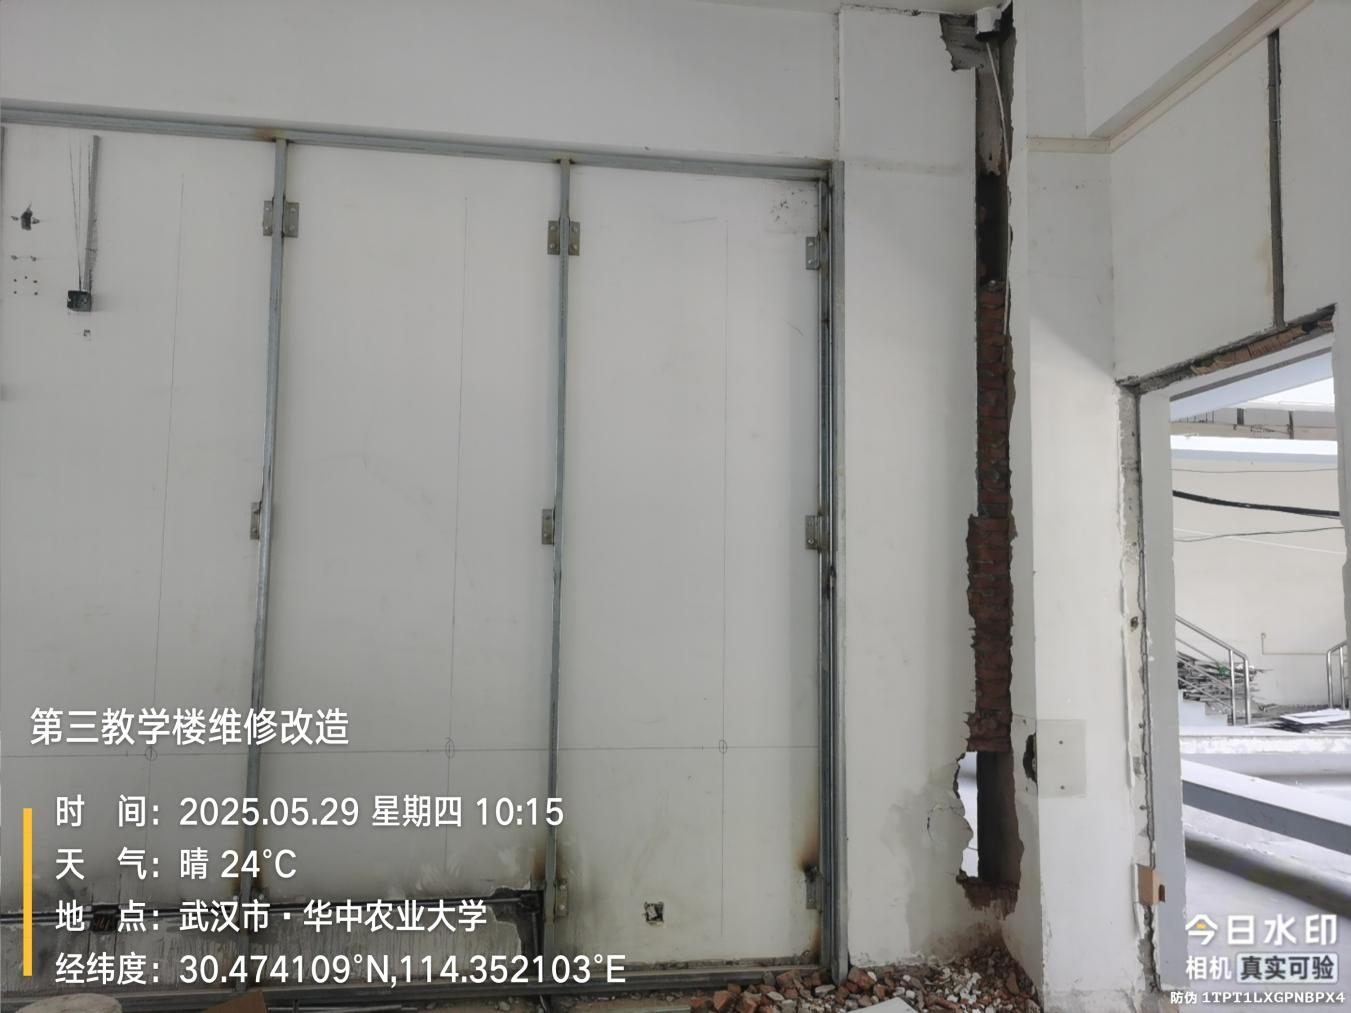 第三教学楼维修改造
时 间：2025.05.29 星期四 10:15
天 气：晴 24°C
地 点：武汉市·华中农业大学
经纬度：30.474109°N,114.352103°E
今日水印
相机 真实可验
防伪 1TPT1LXGPNBPX4